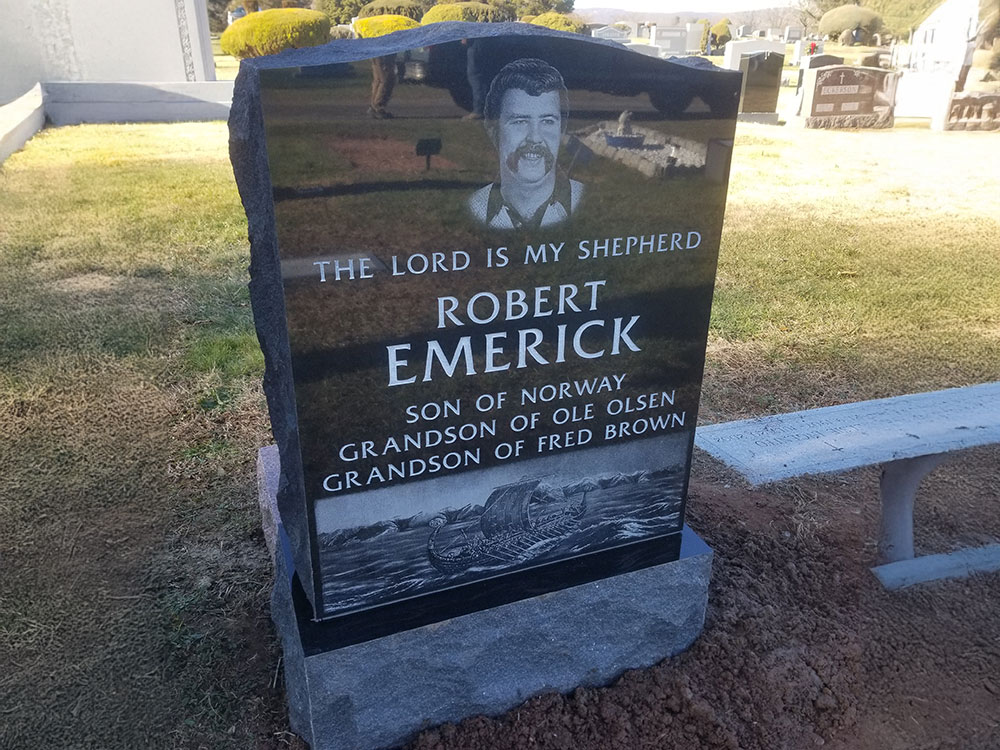 THE LORD IS MY SHEPHERD
ROBERT
EMERICK
SON OF NORWAY
GRANDSON OF OLE OLSEN
GRANDSON OF FRED BROWN